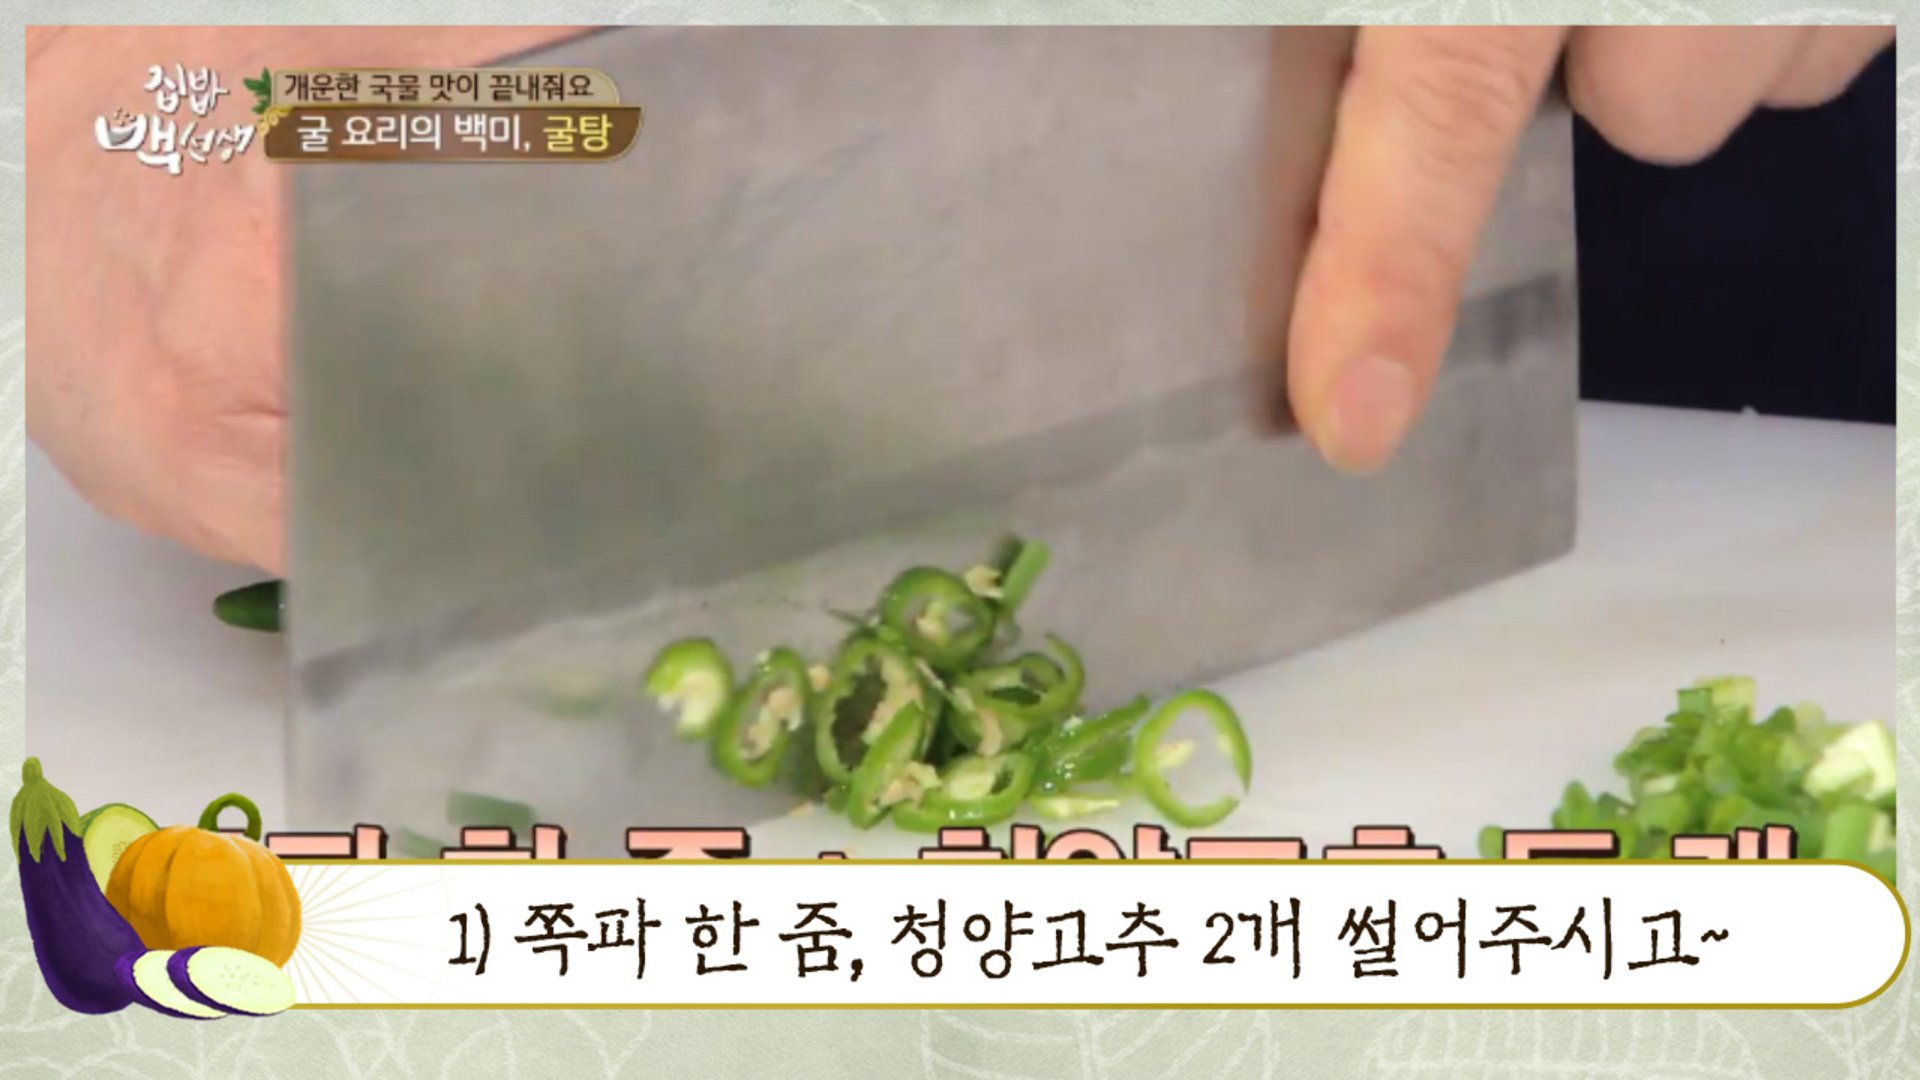 집밥
백선생
개운한 국물 맛이 끝내줘요
굴 요리의 백미, 굴탕
1) 쪽파 한 줌, 청양고추 2개 썰어주시고~